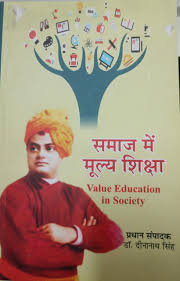 समाज में
मूल्य शिक्षा
Value Education
in Society
प्रधान संपादक
डॉ. दीनानाथ सिंह